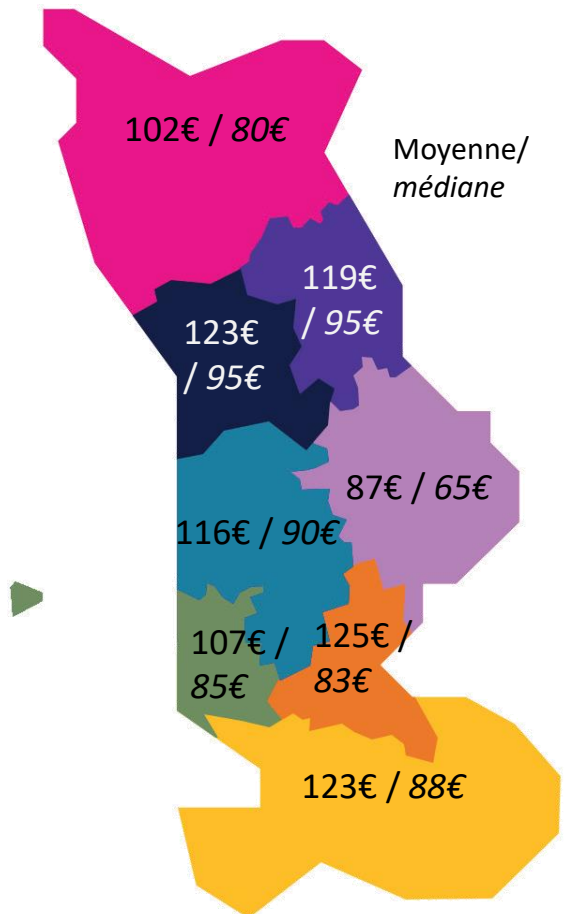 102€ / 80€
Moyenne/
médiane
119€
/ 95€
123€
/ 95€
87€ / 65€
116€ / 90€
107€ /
85€
125€ /
83€
123€ / 88€